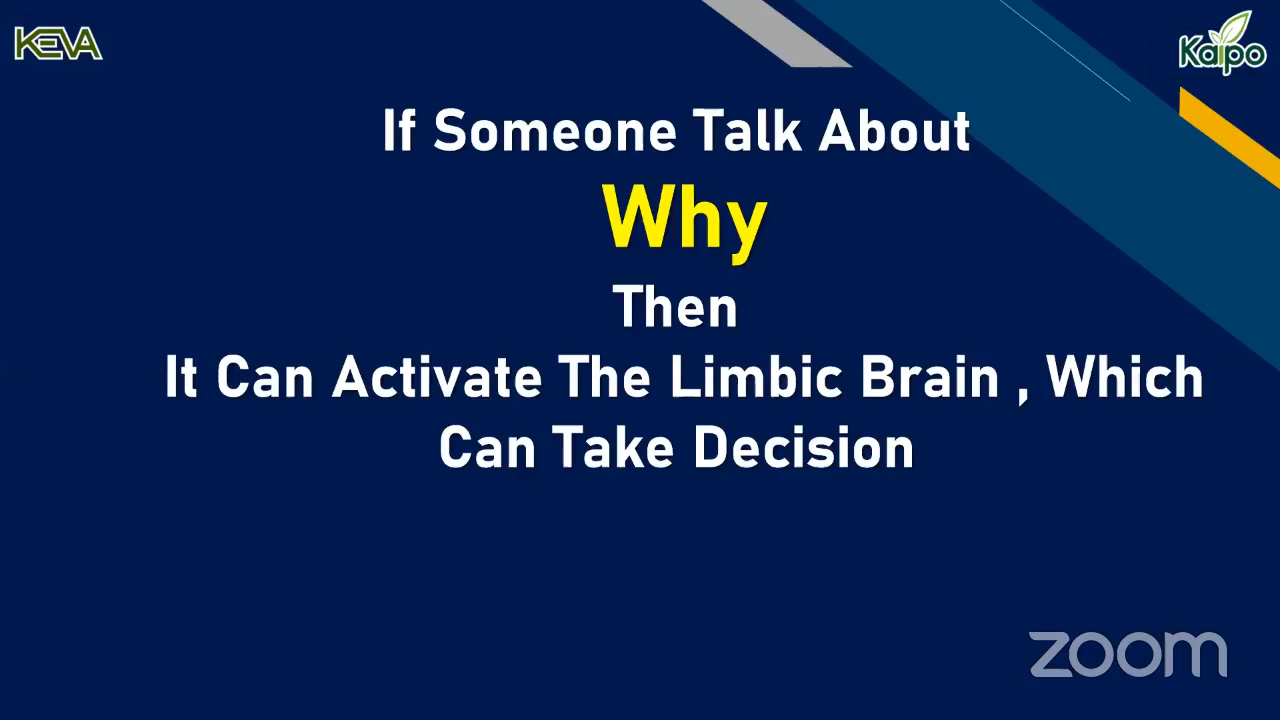 KEVA
Kaipo
If Someone Talk About
Why
Then
It Can Activate The Limbic Brain , Which
Can Take Decision
zoom